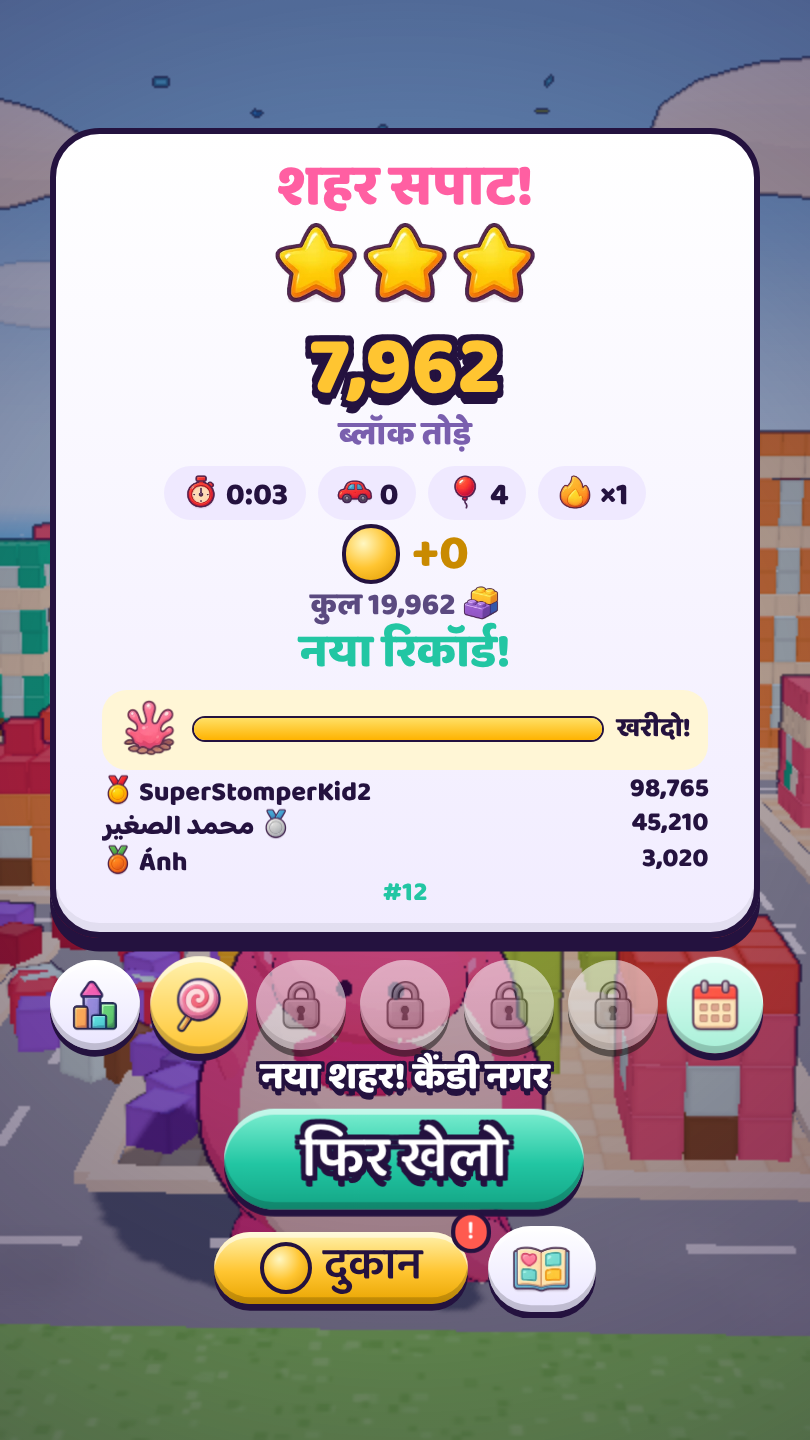 शहर सपाट!
7,962
ब्लॉक तोड़े
0:03 0 4 ×1
+0
कुल 19,962
नया रिकॉर्ड!
खरीदो!
SuperStomperKid2 98,765
محمد الصغير 45,210
Ánh 3,020
#12
नया शहर! कैंडी नगर
फिर खेलो
!
दुकान